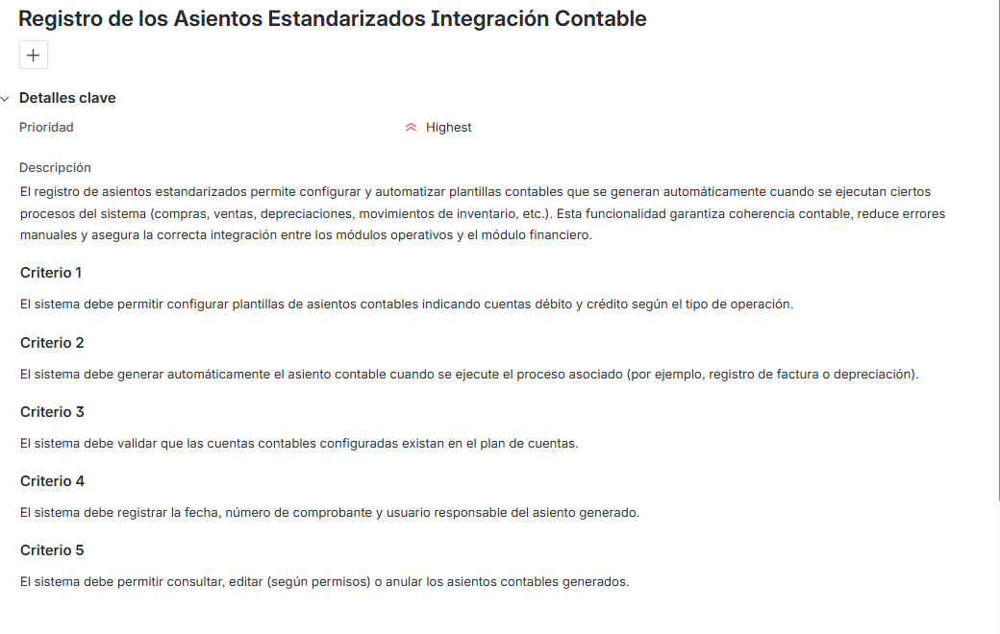 Registro de los Asientos Estandarizados Integración Contable
Detalles clave
Prioridad
Highest
Descripción
El registro de asientos estandarizados permite configurar y automatizar plantillas contables que se generan automáticamente cuando se ejecutan ciertos
procesos del sistema (compras, ventas, depreciaciones, movimientos de inventario, etc.). Esta funcionalidad garantiza coherencia contable, reduce errores
manuales y asegura la correcta integración entre los módulos operativos y el módulo financiero.
Criterio 1
El sistema debe permitir configurar plantillas de asientos contables indicando cuentas débito y crédito según el tipo de operación.
Criterio 2
El sistema debe generar automáticamente el asiento contable cuando se ejecute el proceso asociado (por ejemplo, registro de factura o depreciación).
Criterio 3
El sistema debe validar que las cuentas contables configuradas existan en el plan de cuentas.
Criterio 4
El sistema debe registrar la fecha, número de comprobante y usuario responsable del asiento generado.
Criterio 5
El sistema debe permitir consultar, editar (según permisos) o anular los asientos contables generados.